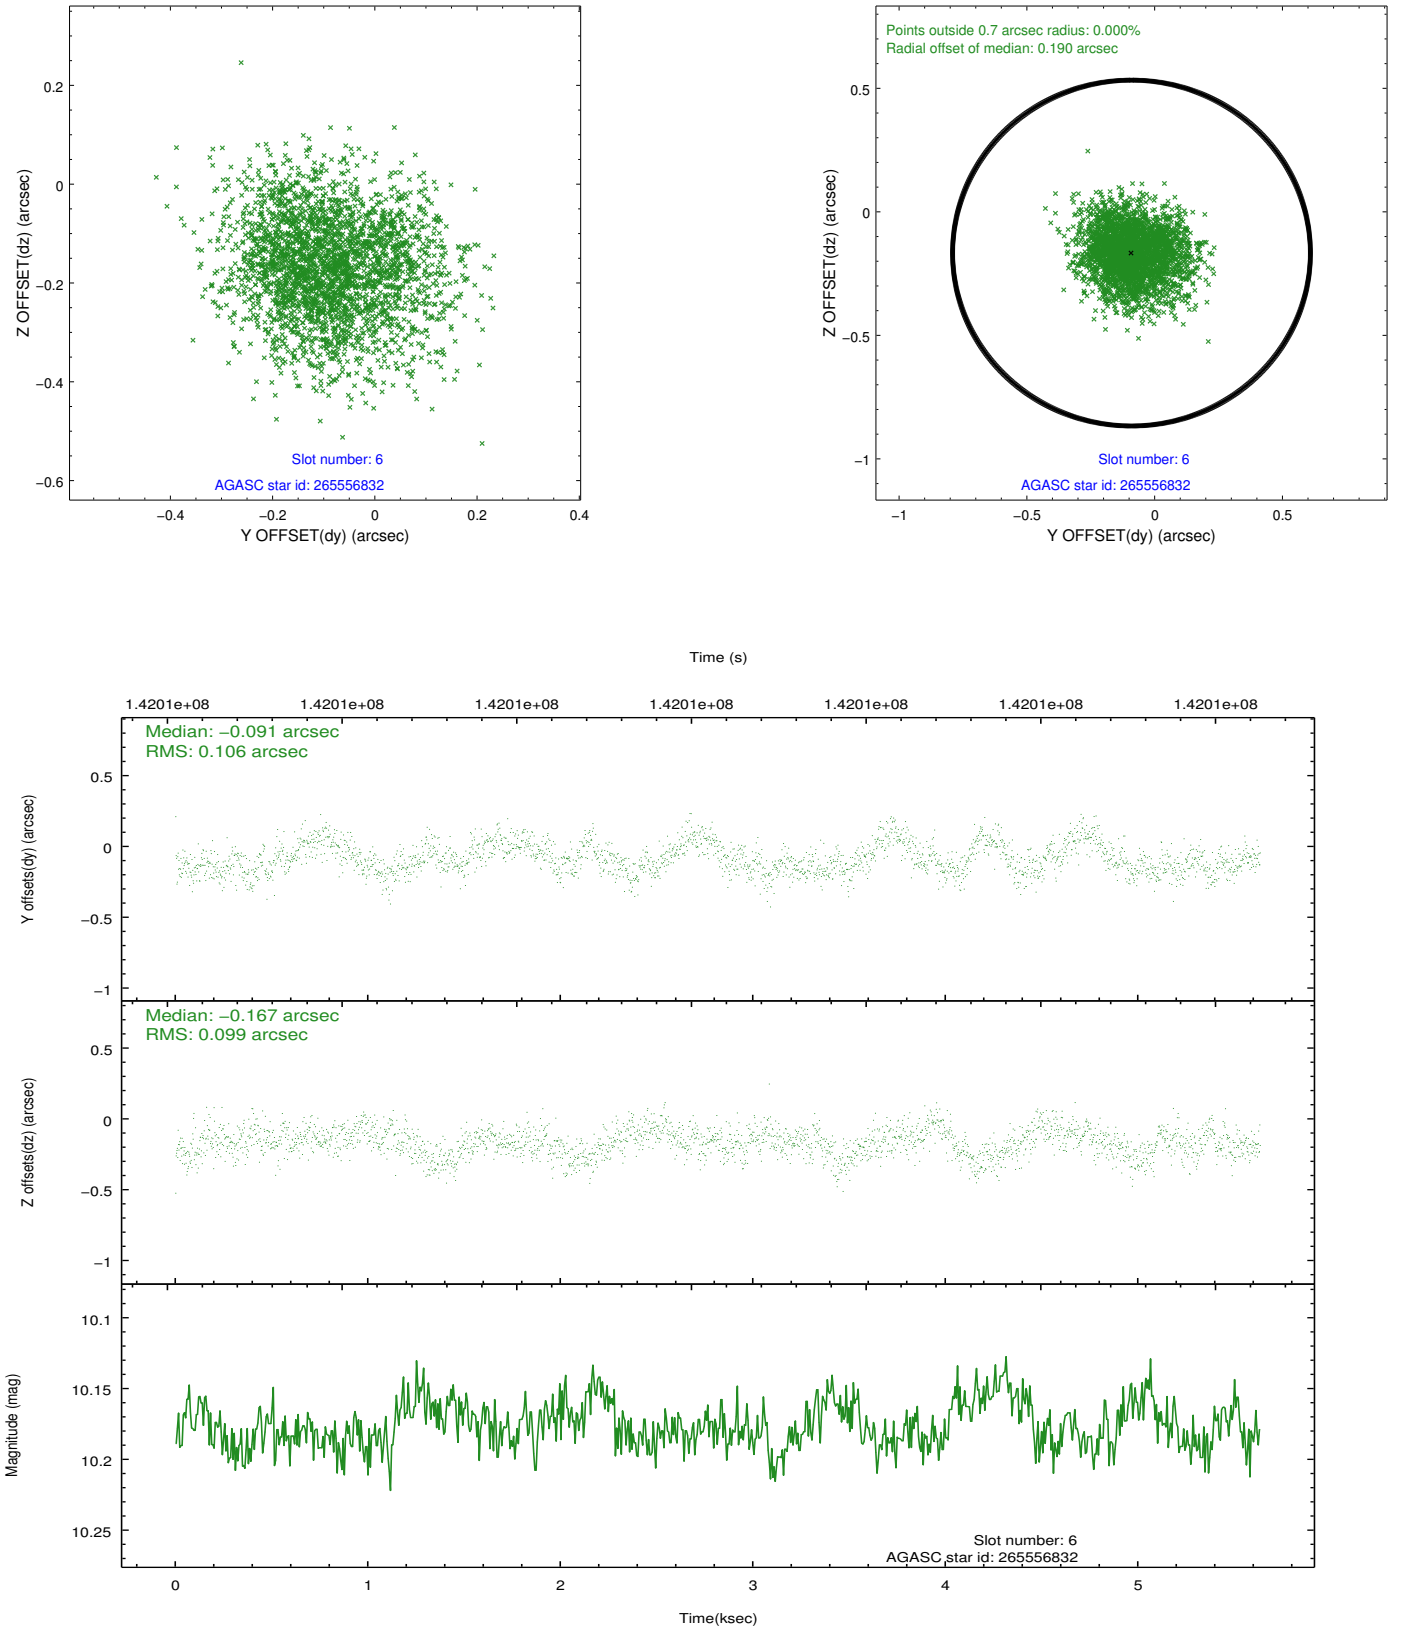 0.2
0
−0.2
−0.4
−0.6
−0.4
−0.2
0
0.2
0.4
Z OFFSET(dz) (arcsec)
Y OFFSET(dy) (arcsec)
Slot number: 6
AGASC star id: 265556832
Points outside 0.7 arcsec radius: 0.000%
Radial offset of median: 0.190 arcsec
0.5
0
−0.5
−1
−1
−0.5
0
0.5
Z OFFSET(dz) (arcsec)
Y OFFSET(dy) (arcsec)
Slot number: 6
AGASC star id: 265556832
Time (s)
1.4201e+08 1.4201e+08 1.4201e+08 1.4201e+08 1.4201e+08 1.4201e+08 1.4201e+08
Median: −0.091 arcsec
RMS: 0.106 arcsec
0.5
0
−0.5
−1
Y offsets(dy) (arcsec)
Median: −0.167 arcsec
RMS: 0.099 arcsec
0.5
0
−0.5
−1
Z offsets(dz) (arcsec)
10.1
10.15
10.2
10.25
Magnitude (mag)
Slot number: 6
AGASC star id: 265556832
0 1 2 3 4 5
Time(ksec)